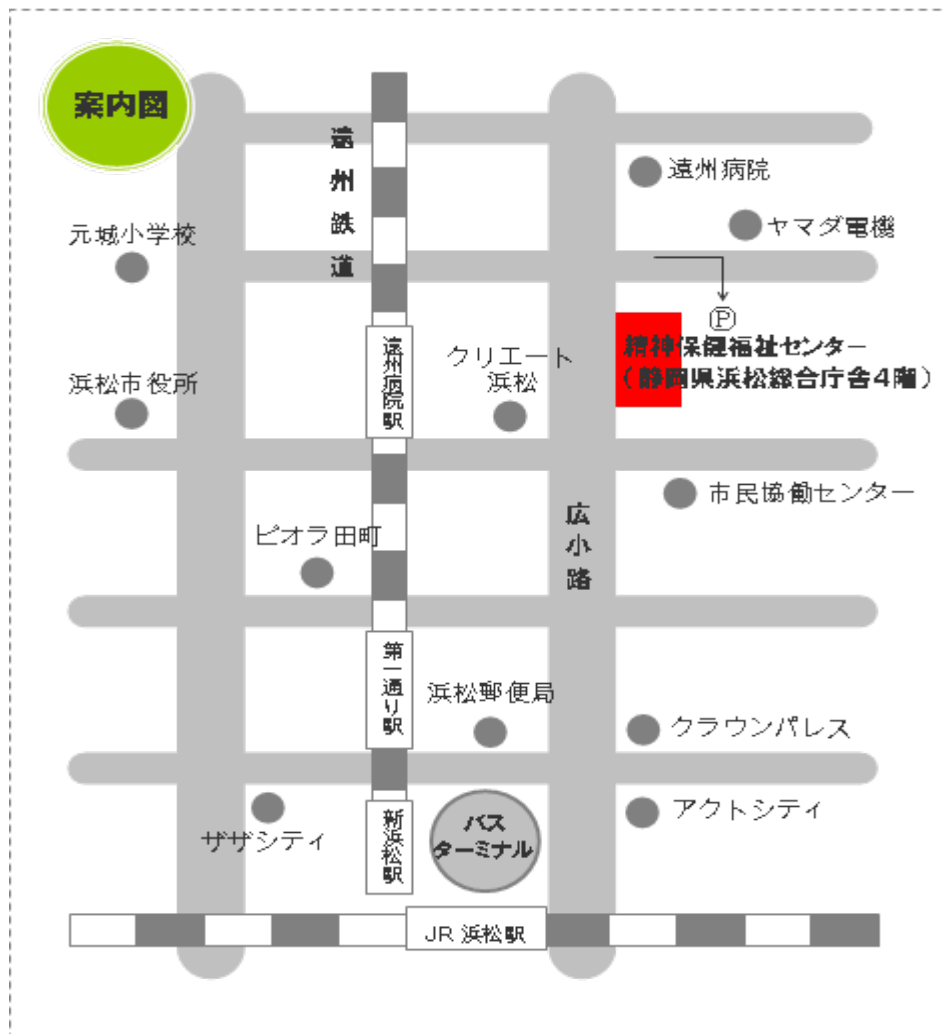 案内図
遠州鉄道
遠州病院
ヤマダ電機
元城小学校
Ⓟ
遠州病院駅
クリエート
浜松
精神保健福祉センター
(静岡県浜松総合庁舎4階)
浜松市役所
市民協働センター
広小路
ビオラ田町
第一通り駅
浜松郵便局
クラウンパレス
ザザシティ
新浜松駅
バス
ターミナル
アクトシティ
JR 浜松駅